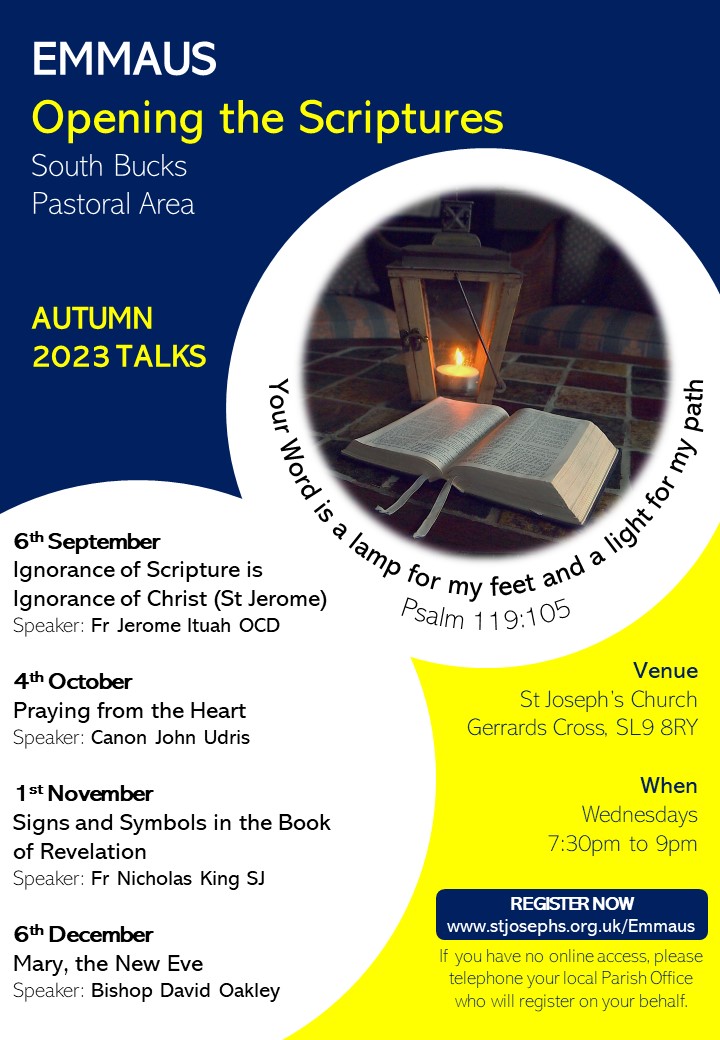 EMMAUS
Opening the Scriptures
South Bucks
Pastoral Area
AUTUMN
2023 TALKS
Your Word is a lamp for my feet and a light for my path
Psalm 119:105
6th September
Ignorance of Scripture is
Ignorance of Christ (St Jerome)
Speaker: Fr Jerome Ituah OCD
4th October
Praying from the Heart
Speaker: Canon John Udris
1st November
Signs and Symbols in the Book
of Revelation
Speaker: Fr Nicholas King SJ
6th December
Mary, the New Eve
Speaker: Bishop David Oakley
Venue
St Joseph's Church
Gerrards Cross, SL9 8RY
When
Wednesdays
7:30pm to 9pm
REGISTER NOW
www.stjosephs.org.uk/Emmaus
If you have no online access, please
telephone your local Parish Office
who will register on your behalf.